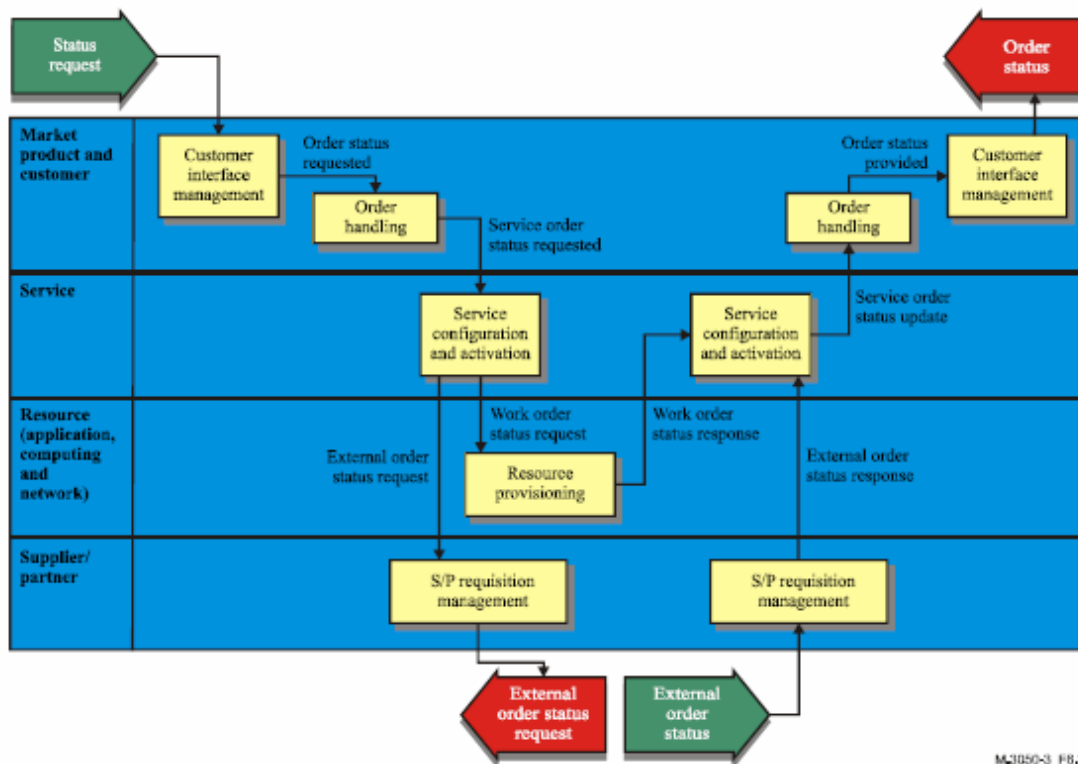 Status
request
Order
status
Market
product and
customer
Customer
interface
management
Order status
requested
Order
handling
Service order
status requested
Order status
provided
Order
handling
Customer
interface
management
Service
Service
configuration
and activation
Service
configuration
and activation
Service order
status update
Resource
(application,
computing
and
network)
External order
status request
Work order
status request
Resource
provisioning
Work order
status response
External order
status response
Supplier/
partner
S/P requisition
management
S/P requisition
management
External
order status
request
External
order
status